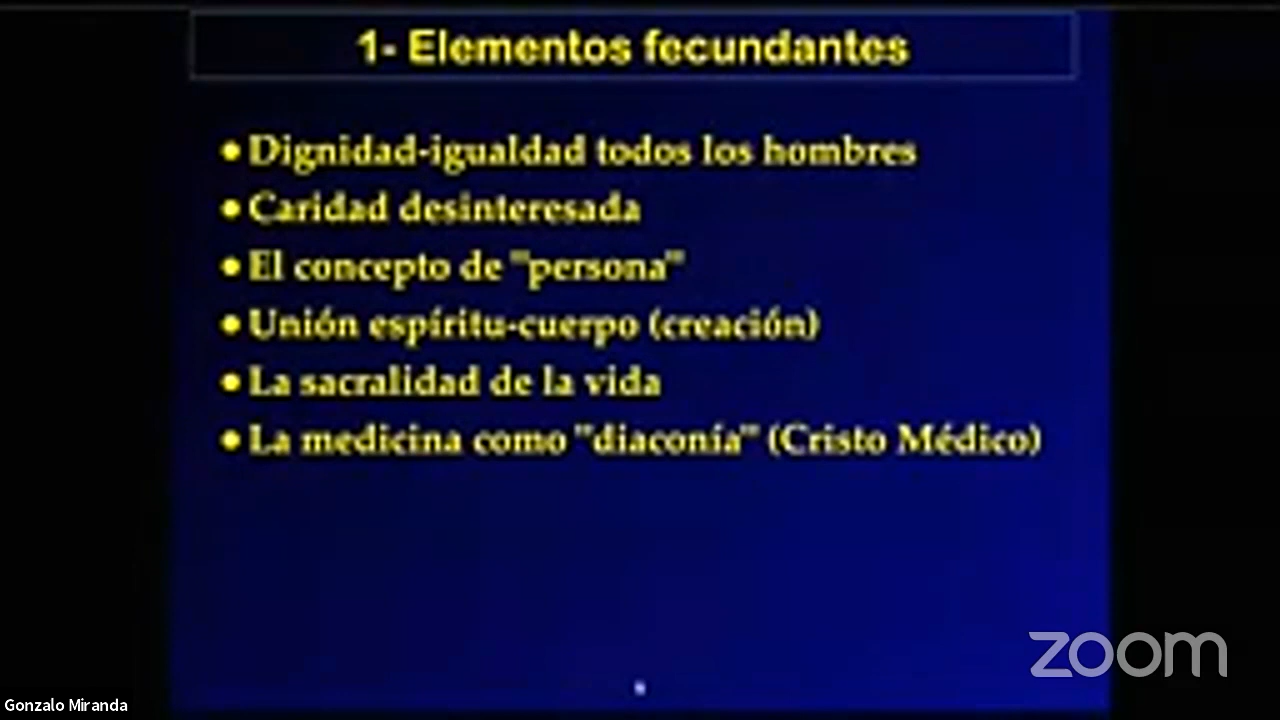 1- Elementos fecundantes
• Dignidad-igualdad todos los hombres
• Caridad desinteresada
• El concepto de "persona"
• Unión espíritu-cuerpo (creación)
• La sacralidad de la vida
• La medicina como "diaconía" (Cristo Médico)
zoom
Gonzalo Miranda